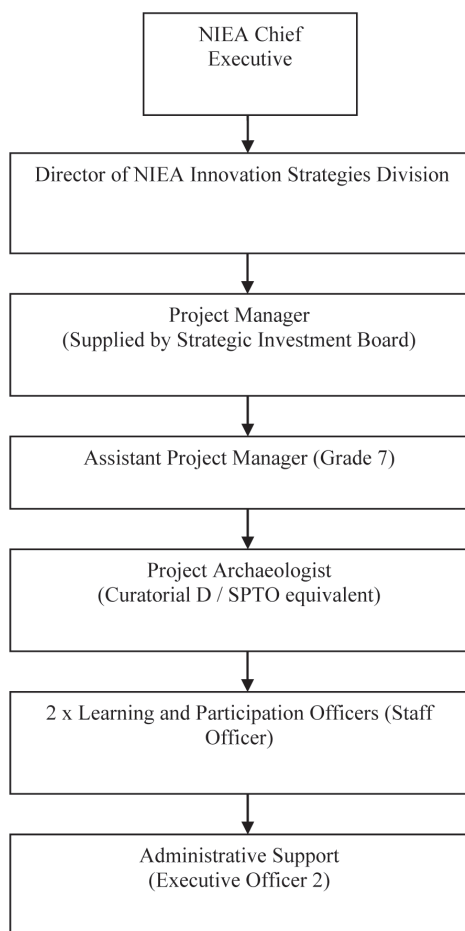 NIEA Chief
Executive
Director of NIEA Innovation Strategies Division
Project Manager
(Supplied by Strategic Investment Board)
Assistant Project Manager (Grade 7)
Project Archaeologist
(Curatorial D / SPTO equivalent)
2 x Learning and Participation Officers (Staff
Officer)
Administrative Support
(Executive Officer 2)